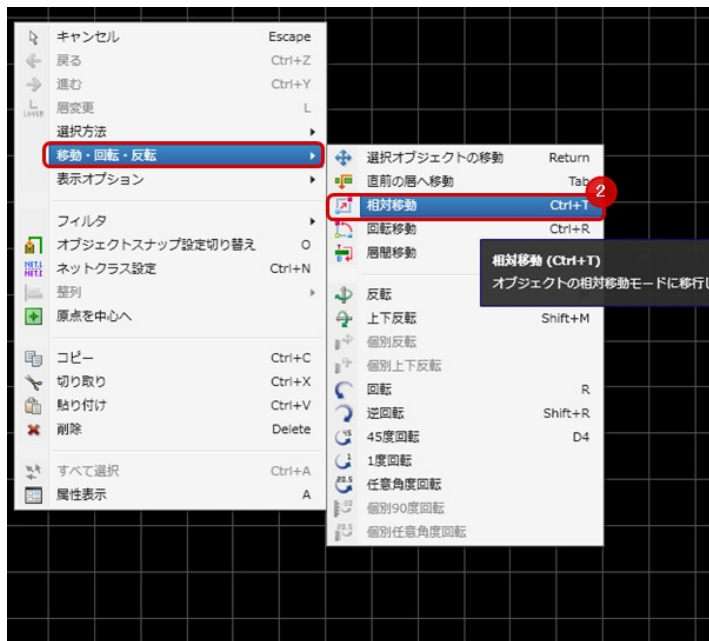 キャンセル Escape
戻る Ctrl+Z
進む Ctrl+Y
L LAYER 層変更 L
選択方法
移動・回転・反転
表示オプション
フィルタ
オブジェクトスナップ設定切り替え O
NET.1 NET.2 ネットクラス設定 Ctrl+N
整列
原点を中心へ
コピー Ctrl+C
切り取り Ctrl+X
貼り付け Ctrl+V
削除 Delete
すべて選択 Ctrl+A
属性表示 A
選択オブジェクトの移動 Return
直前の層へ移動 Tab
2
相対移動 Ctrl+T
回転移動 Ctrl+R
層間移動
相対移動 (Ctrl+T)
オブジェクトの相対移動モードに移行し
反転
上下反転 Shift+M
個別反転
個別上下反転
回転 R
逆回転 Shift+R
45 45度回転 D4
1 1度回転
20.5 任意角度回転
90 個別90度回転
20.5 個別任意角度回転